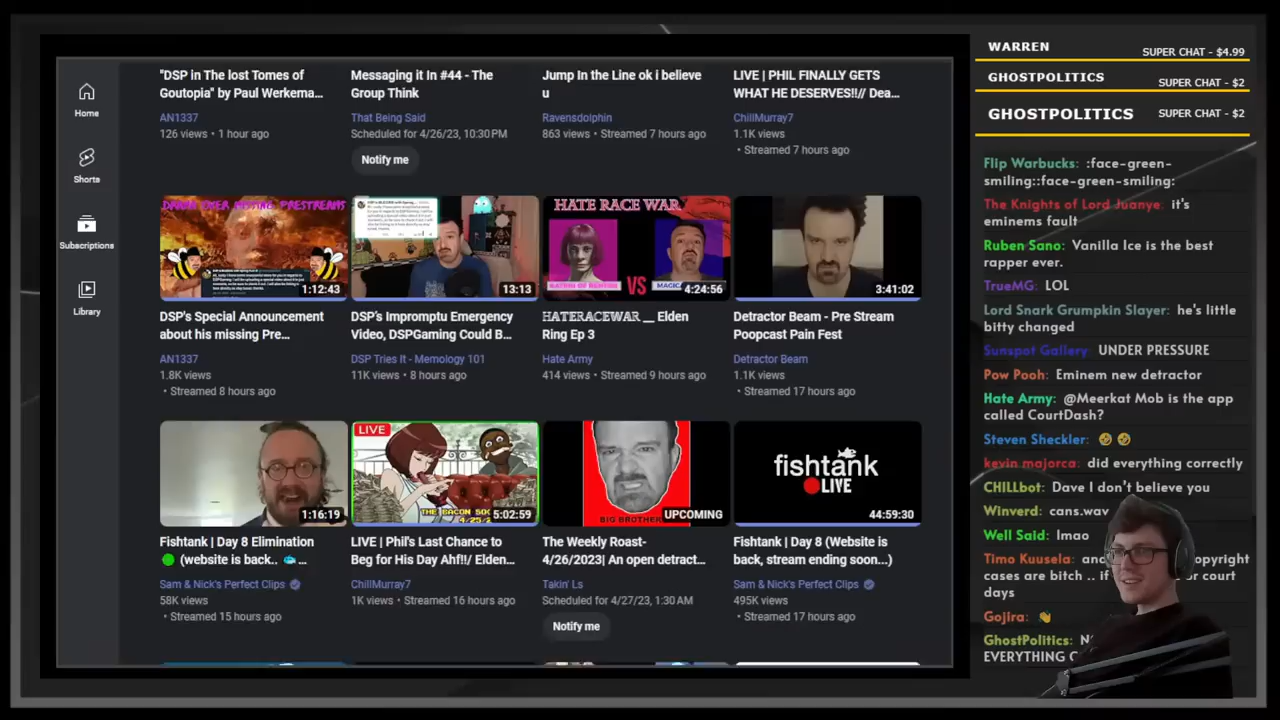 "DSP in The lost Tomes of
Goutopia" by Paul Werkema...
AN1337
126 views • 1 hour ago
Messaging it In #44 - The
Group Think
That Being Said
Scheduled for 4/26/23, 10:30 PM
Notify me
Jump In the Line ok i believe
u
Ravensdolphin
863 views • Streamed 7 hours ago
LIVE | PHIL FINALLY GETS
WHAT HE DESERVES!!// Dea...
ChillMurray7
1.1K views
• Streamed 7 hours ago
Home
Shorts
Subscriptions
Library
1:12:43
DSP's Special Announcement
about his missing Pre...
AN1337
1.8K views
• Streamed 8 hours ago
13:13
DSP's Impromptu Emergency
Video, DSPGaming Could B...
DSP Tries It - Memology 101
11K views • 8 hours ago
HATE RACE WAR
VS
4:24:56
HATERACEWAR __ Elden
Ring Ep 3
Hate Army
414 views • Streamed 9 hours ago
3:41:02
Detractor Beam - Pre Stream
Poopcast Pain Fest
Detractor Beam
1.1K views
• Streamed 17 hours ago
1:16:19
Fishtank | Day 8 Elimination
(website is back..
Sam & Nick's Perfect Clips
58K views
• Streamed 15 hours ago
LIVE
5:02:59
LIVE | Phil's Last Chance to
Beg for His Day Ahf!!/ Elden...
ChillMurray7
1K views • Streamed 16 hours ago
BIG BROTHER
UPCOMING
The Weekly Roast-
4/26/2023| An open detract...
Takin' Ls
Scheduled for 4/27/23, 1:30 AM
Notify me
fishtank
LIVE
44:59:30
Fishtank | Day 8 (Website is
back, stream ending soon...)
Sam & Nick's Perfect Clips
495K views
• Streamed 17 hours ago
WARREN SUPER CHAT - $4.99
GHOSTPOLITICS SUPER CHAT - $2
GHOSTPOLITICS SUPER CHAT - $2
Flip Warbucks: :face-green-
smiling::face-green-smiling:
The Knights of Lord Juanye: it's
eminems fault
Ruben Sano: Vanilla Ice is the best
rapper ever.
TrueMG: LOL
Lord Snark Grumpkin Slayer: he's little
bitty changed
Sunspot Gallery: UNDER PRESSURE
Pow Pooh: Eminem new detractor
Hate Army: @Meerkat Mob is the app
called CourtDash?
Steven Sheckler: 🤣 🤣
kevin majorca: did everything correctly
CHILLbot: Dave I don't believe you
Winverd: cans.wav
Well Said: lmao
Timo Kuusela: copyright
cases are bitch .. if or court
days
Gojira: 👋
GhostPolitics:
EVERYTHING